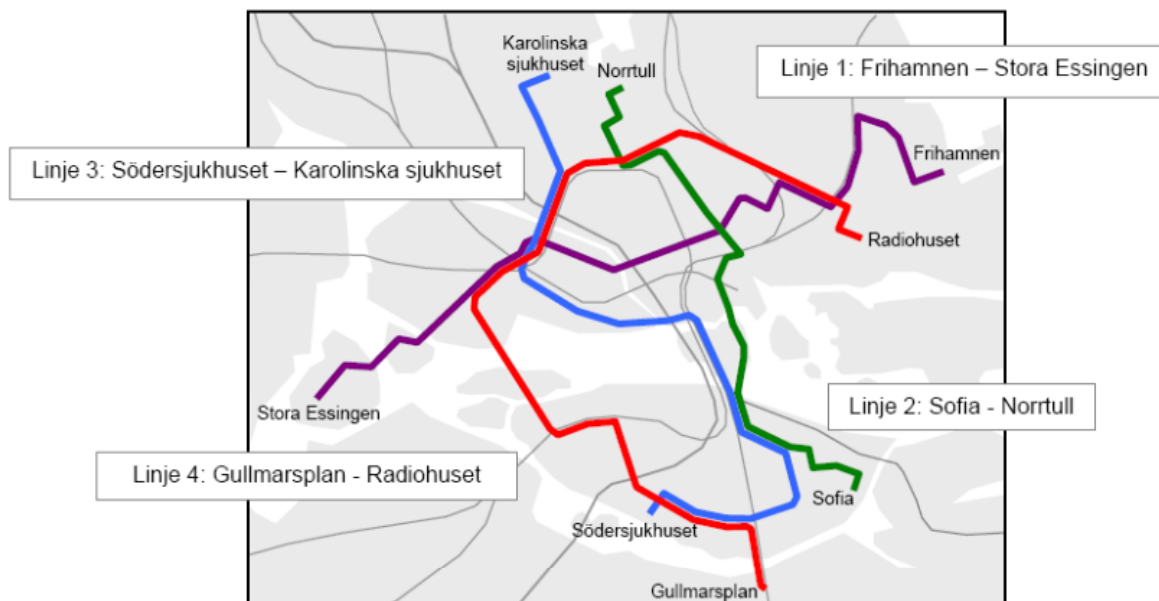 Karolinska
sjukhuset
Norrtull
Linje 1: Frihamnen – Stora Essingen
Frihamnen
Linje 3: Södersjukhuset – Karolinska sjukhuset
Radiohuset
Stora Essingen
Linje 2: Sofia - Norrtull
Linje 4: Gullmarsplan - Radiohuset
Sofia
Södersjukhuset
Gullmarsplan